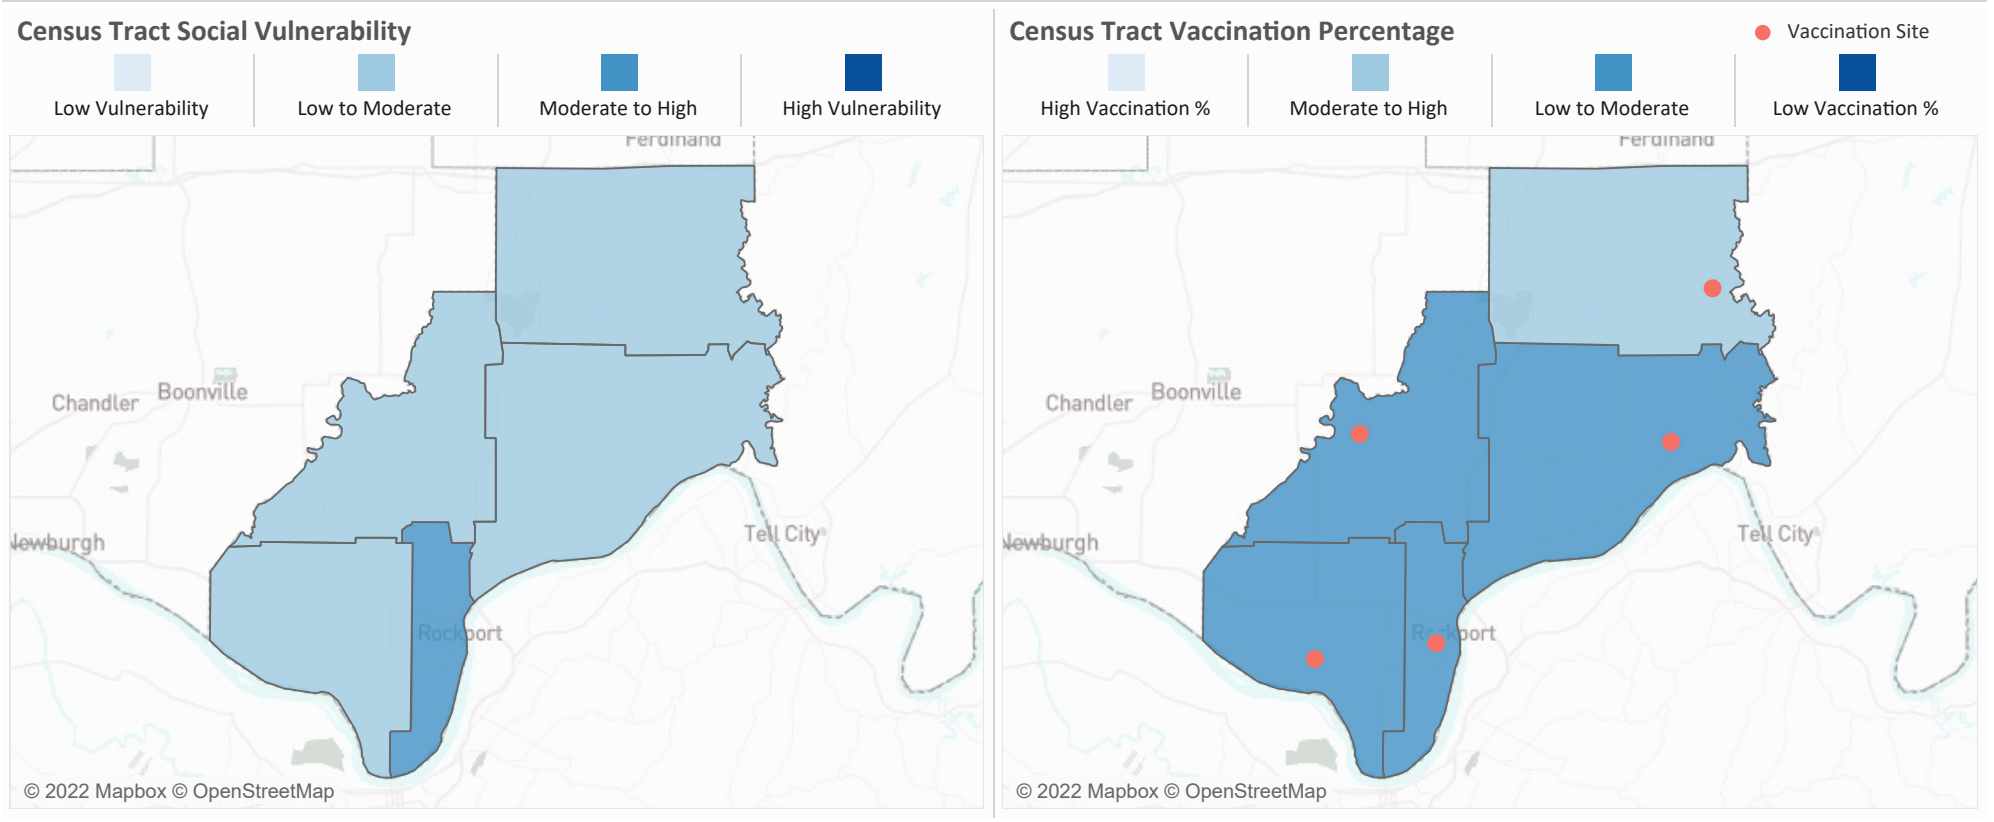 Census Tract Social Vulnerability
Low Vulnerability
Low to Moderate
Moderate to High
High Vulnerability
Ferdinand
Chandler
Boonville
Newburgh
Tell City
Rockport
© 2022 Mapbox © OpenStreetMap
Census Tract Vaccination Percentage
Vaccination Site
High Vaccination %
Moderate to High
Low to Moderate
Low Vaccination %
Ferdinand
Chandler
Boonville
Newburgh
Tell City
Rockport
© 2022 Mapbox © OpenStreetMap